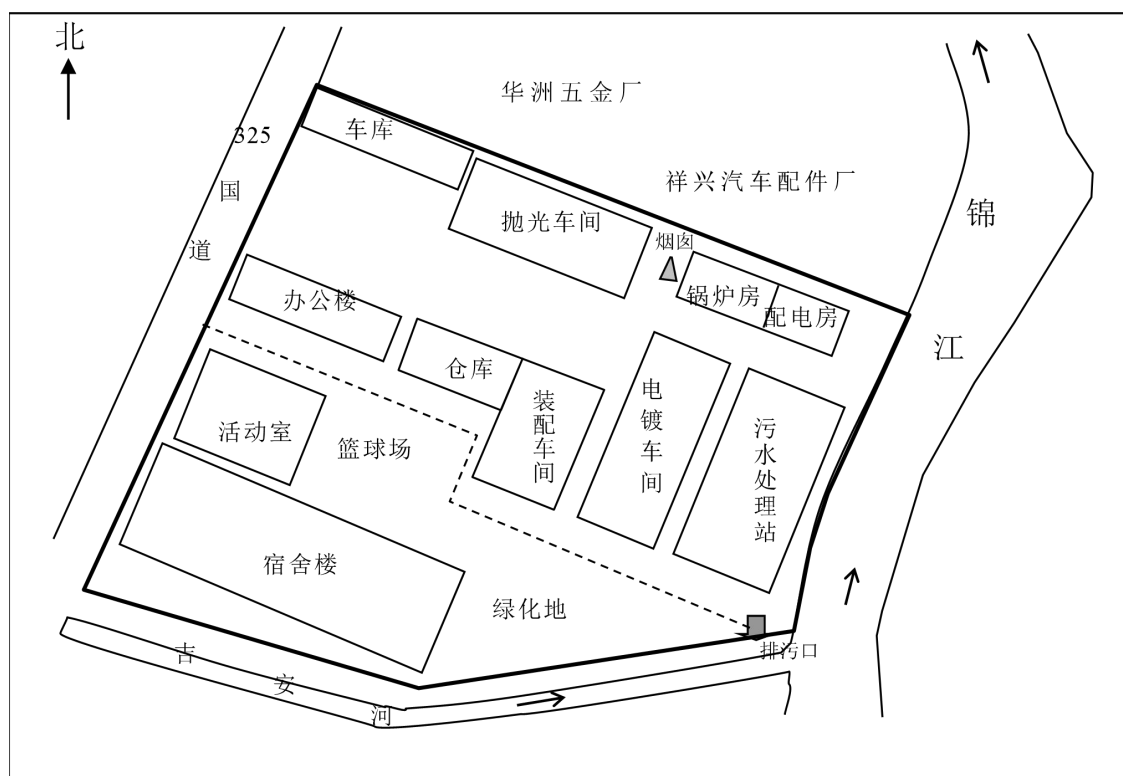 北
华洲五金厂
车库
325
国
道
祥兴汽车配件厂
锦
江
抛光车间
烟囱
锅炉房
配电房
办公楼
仓库
装配车间
电镀车间
污水处理站
活动室
篮球场
宿舍楼
绿化地
排污口
吉
安
河